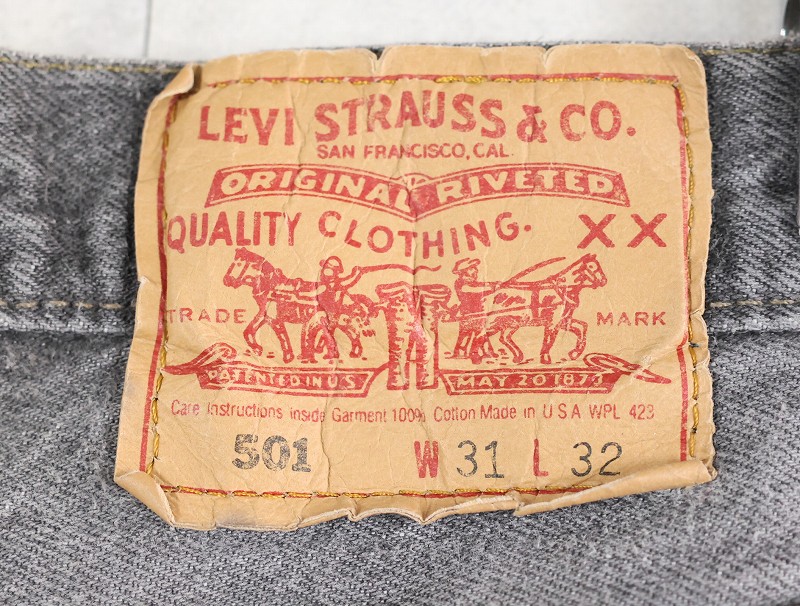 LEVI STRAUSS & CO.
SAN FRANCISCO, CAL.
ORIGINAL RIVETED
QUALITY CLOTHING. XX
TRADE MARK
PATENTED IN U.S. MAY 20 1873
Care Instructions inside Garment 100% Cotton Made in U S A WPL 423
501 W 31 L 32